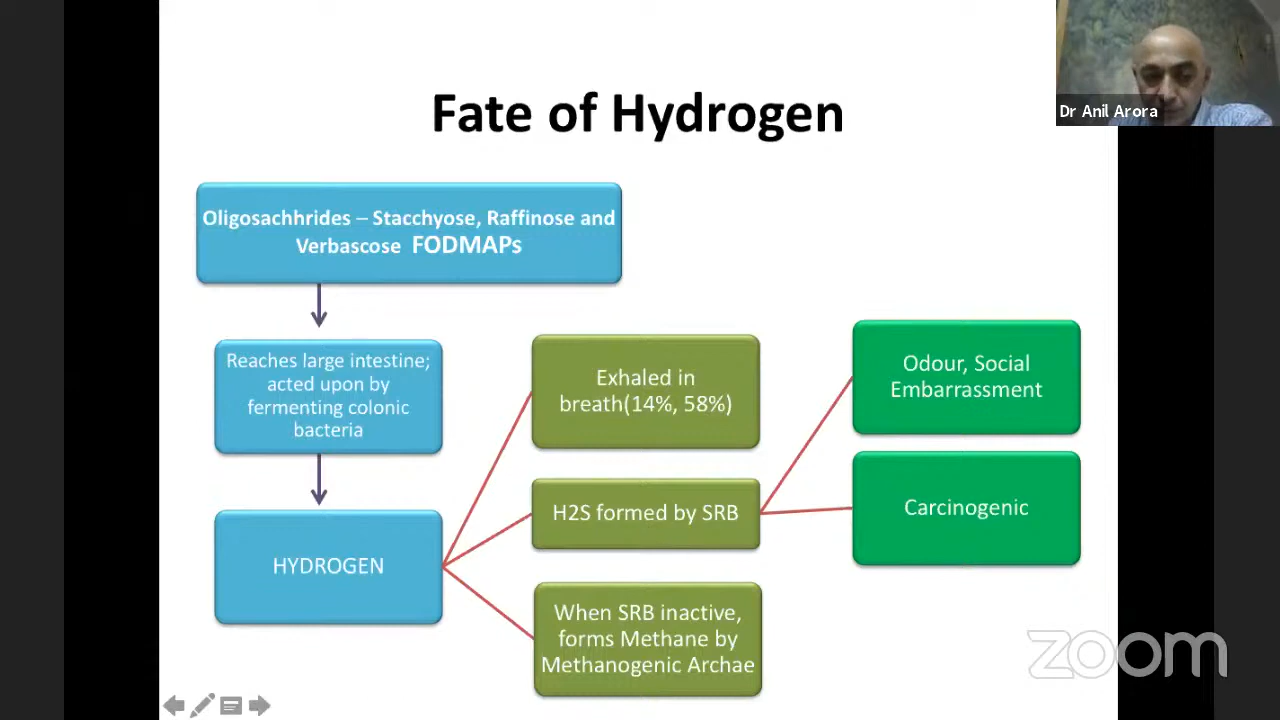 Fate of Hydrogen
Dr Anil Arora
Oligosachhrides – Stacchyose, Raffinose and
Verbascose FODMAPs
Reaches large intestine;
acted upon by
fermenting colonic
bacteria
HYDROGEN
Exhaled in
breath(14%, 58%)
H2S formed by SRB
When SRB inactive,
forms Methane by
Methanogenic Archae
Odour, Social
Embarrassment
Carcinogenic
zoom